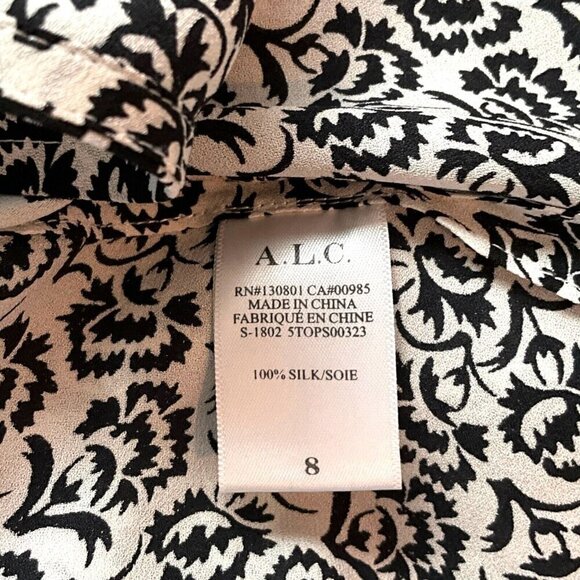 A.L.C.
RN#130801 CA#00985
MADE IN CHINA
FABRIQUÉ EN CHINE
S-1802 5TOPS00323
100% SILK/SOIE
8